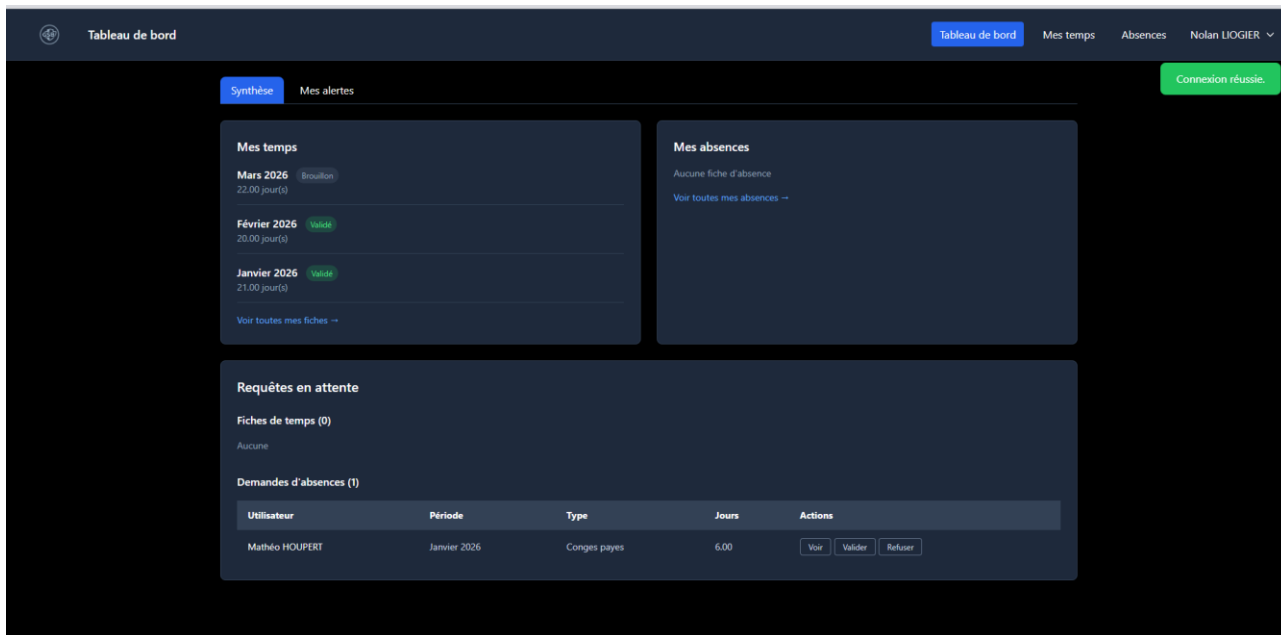 Tableau de bord
Tableau de bord Mes temps Absences Nolan LIOGIER
Connexion réussie.
Synthèse Mes alertes
Mes temps
Mars 2026 Brouillon
22.00 jour(s)
Février 2026 Validé
20.00 jour(s)
Janvier 2026 Validé
21.00 jour(s)
Voir toutes mes fiches →
Mes absences
Aucune fiche d'absence
Voir toutes mes absences →
Requêtes en attente
Fiches de temps (0)
Aucune
Demandes d'absences (1)
Utilisateur Période Type Jours Actions
Mathéo HOUPERT Janvier 2026 Conges payes 6.00 Voir Valider Refuser